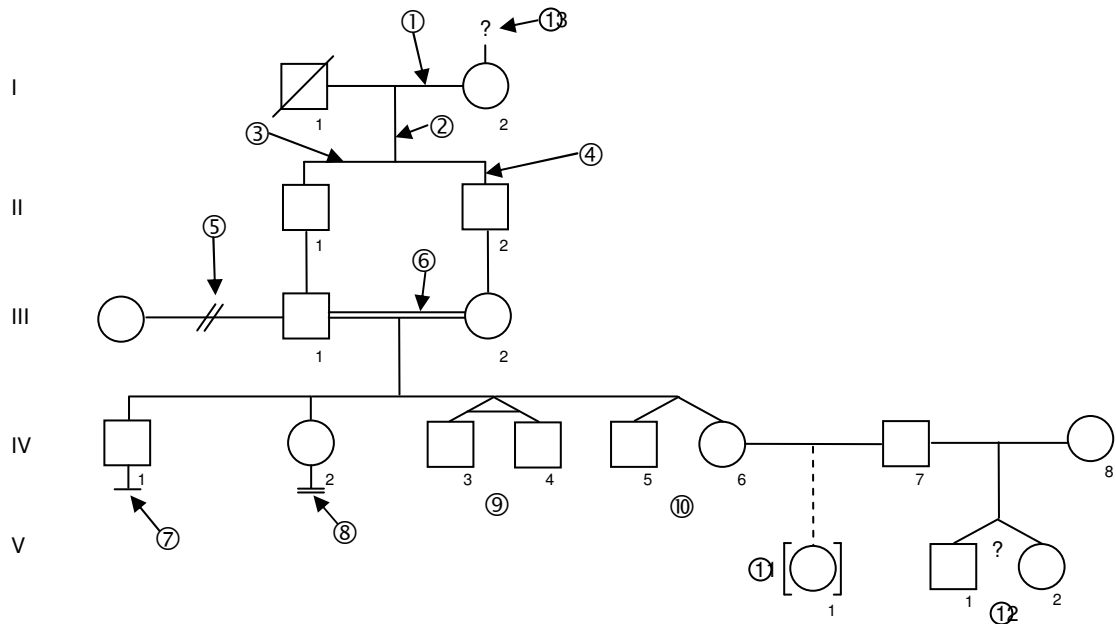 ① ? ⑬
I
1 2
③ ② ④
II
⑤ 1 2
⑥
III
1 2
IV
1 2 3 4 5 6 7 8
⑦ ⑧ ⑨ ⑩
V
⑪ ?
1 1 2
⑫